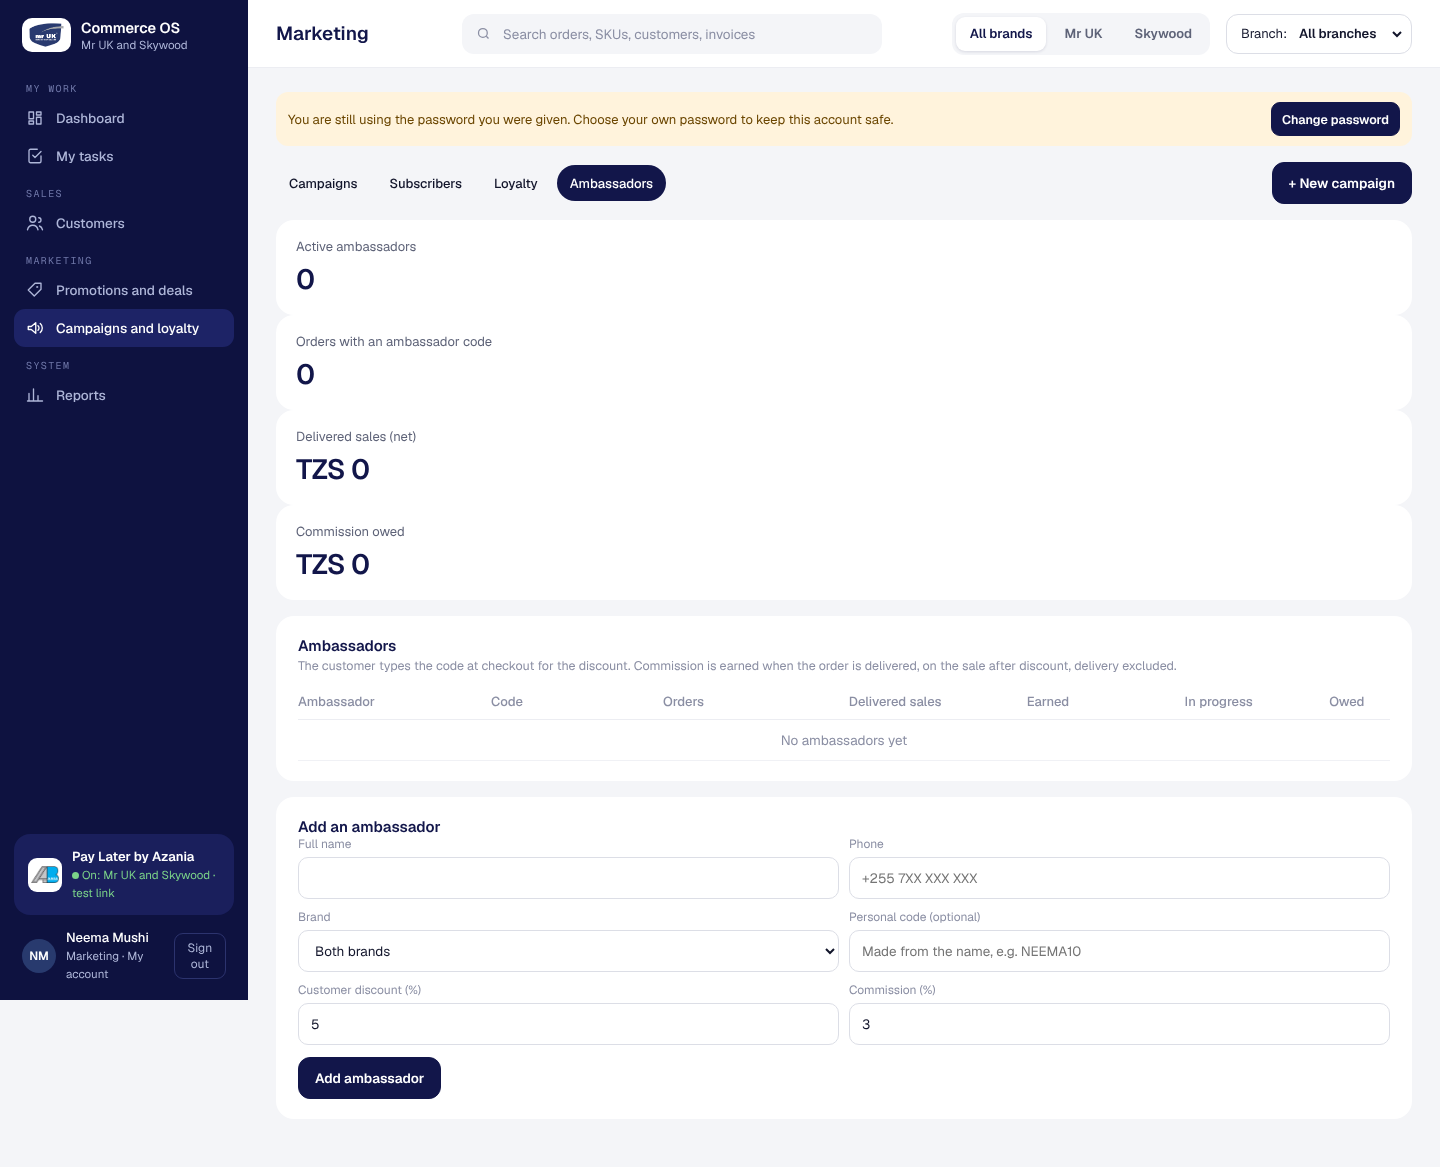 Commerce OS
Mr UK and Skywood
MY WORK
Dashboard
My tasks
SALES
Customers
MARKETING
Promotions and deals
Campaigns and loyalty
SYSTEM
Reports
Pay Later by Azania
On: Mr UK and Skywood ·
test link
NM
Neema Mushi
Marketing · My
account
Sign
out
Marketing
Search orders, SKUs, customers, invoices
All brands
Mr UK
Skywood
Branch: All branches
You are still using the password you were given. Choose your own password to keep this account safe.
Change password
Campaigns
Subscribers
Loyalty
Ambassadors
+ New campaign
Active ambassadors
0
Orders with an ambassador code
0
Delivered sales (net)
TZS 0
Commission owed
TZS 0
Ambassadors
The customer types the code at checkout for the discount. Commission is earned when the order is delivered, on the sale after discount, delivery excluded.
Ambassador Code Orders Delivered sales Earned In progress Owed
No ambassadors yet
Add an ambassador
Full name
Phone
+255 7XX XXX XXX
Brand
Both brands
Personal code (optional)
Made from the name, e.g. NEEMA10
Customer discount (%)
5
Commission (%)
3
Add ambassador